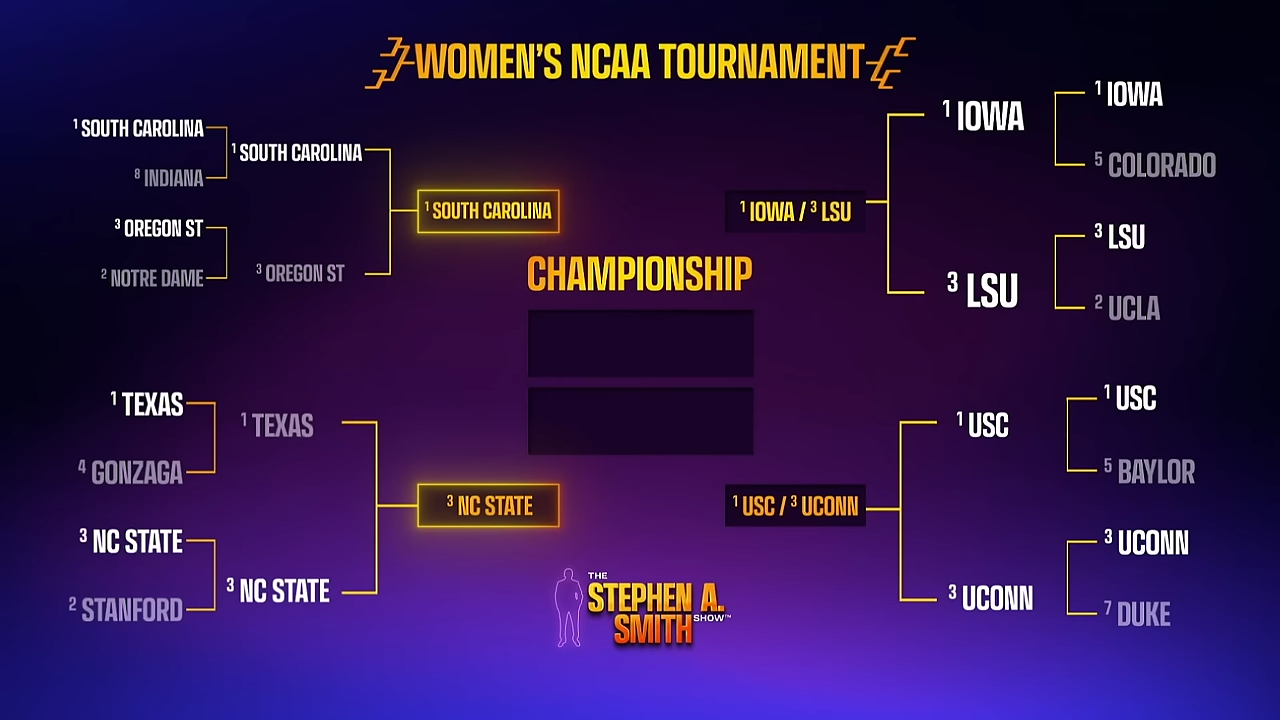 WOMEN'S NCAA TOURNAMENT
1 SOUTH CAROLINA
8 INDIANA
3 OREGON ST
2 NOTRE DAME
1 SOUTH CAROLINA
3 OREGON ST
1 SOUTH CAROLINA
1 TEXAS
4 GONZAGA
3 NC STATE
2 STANFORD
1 TEXAS
3 NC STATE
3 NC STATE
CHAMPIONSHIP
1 IOWA / 3 LSU
1 IOWA
3 LSU
1 IOWA
5 COLORADO
3 LSU
2 UCLA
1 USC / 3 UCONN
1 USC
3 UCONN
1 USC
5 BAYLOR
3 UCONN
7 DUKE
THE
STEPHEN A.
SMITH SHOW™